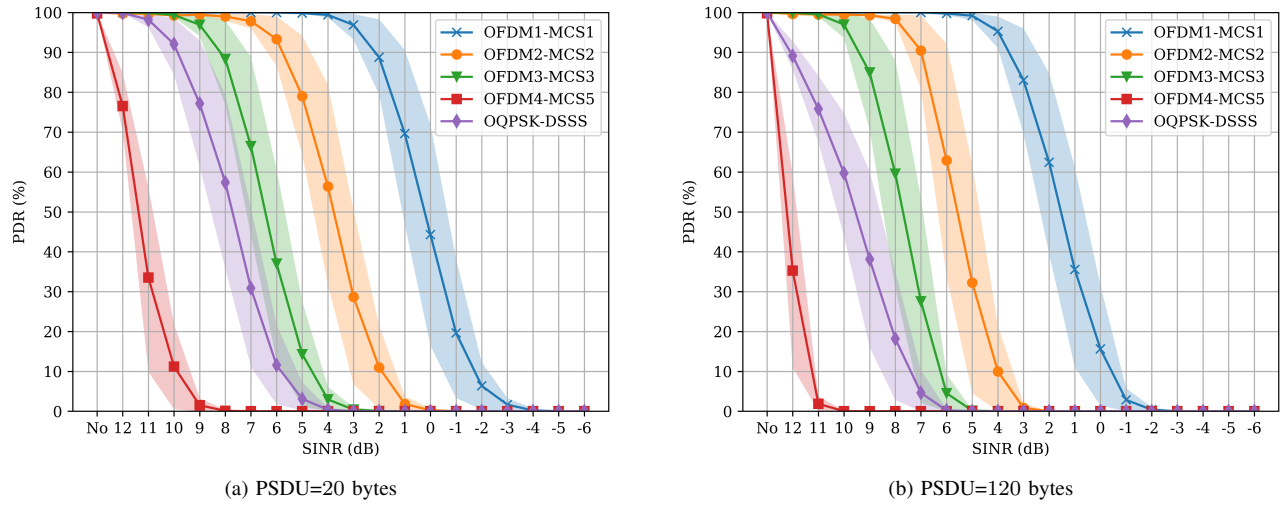 100
90
80
70
60
50
40
30
20
10
0
PDR (%)
No 12 11 10 9 8 7 6 5 4 3 2 1 0 -1 -2 -3 -4 -5 -6
SINR (dB)
OFDM1-MCS1
OFDM2-MCS2
OFDM3-MCS3
OFDM4-MCS5
OQPSK-DSSS
(a) PSDU=20 bytes
100
90
80
70
60
50
40
30
20
10
0
PDR (%)
No 12 11 10 9 8 7 6 5 4 3 2 1 0 -1 -2 -3 -4 -5 -6
SINR (dB)
OFDM1-MCS1
OFDM2-MCS2
OFDM3-MCS3
OFDM4-MCS5
OQPSK-DSSS
(b) PSDU=120 bytes